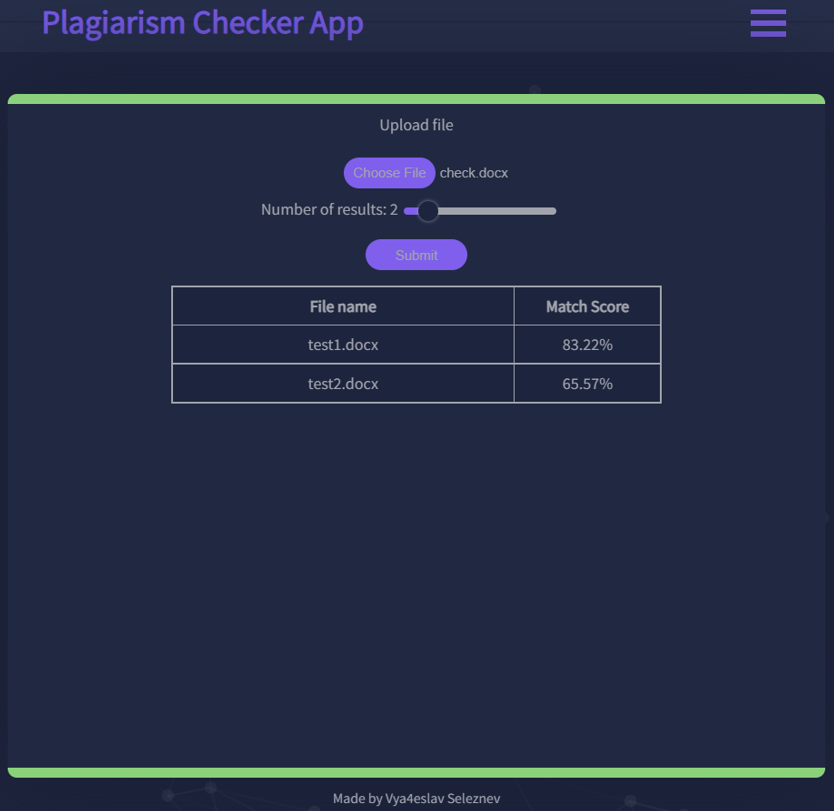 Plagiarism Checker App
Upload file
Choose File check.docx
Number of results: 2
Submit
File name Match Score
test1.docx 83.22%
test2.docx 65.57%
Made by Vya4eslav Seleznev